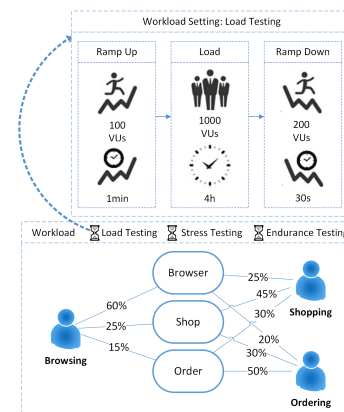 Workload Setting: Load Testing
Ramp Up
Load
Ramp Down
100
VUs
1000
VUs
200
VUs
1min
4h
30s
Workload
Load Testing
Stress Testing
Endurance Testing
Browser
25%
45%
Shopping
60%
Shop
30%
25%
Browsing
15%
20%
30%
Order
50%
Ordering